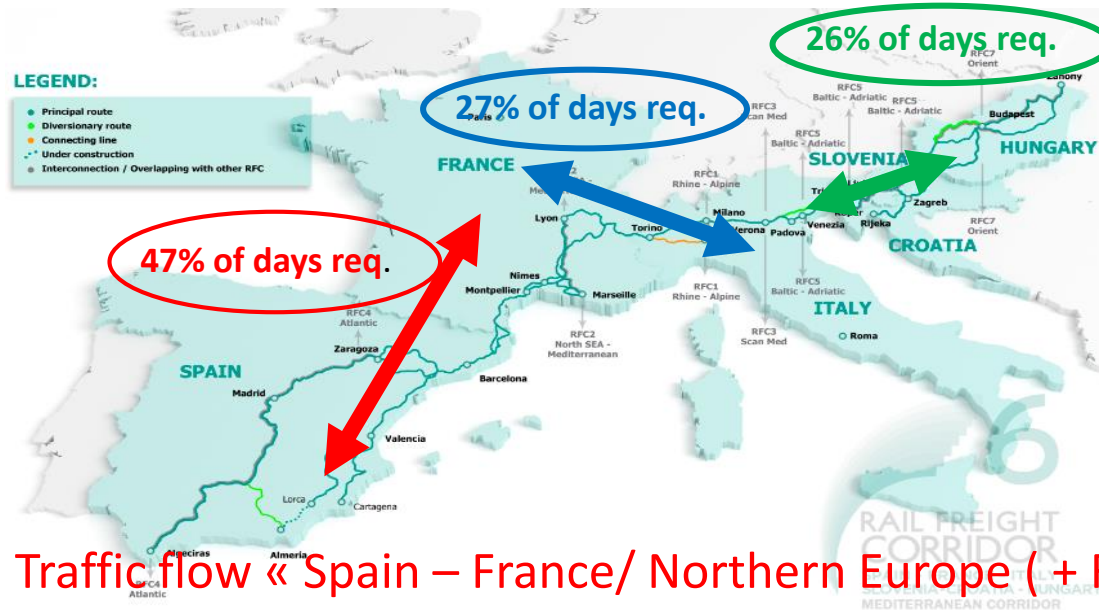 26% of days req.
RFC7
Orient
Zahony
LEGEND:
Principal route
Diversionary route
Connecting line
Under construction
Interconnection / Overlapping with other RFC
27% of days req.
Paris
RFC3
Scan Med
RFC5
Baltic - Adriatic
RFC5
Baltic - Adriatic
Budapest
HUNGARY
FRANCE
SLOVENIA
RFC1
Rhine - Alpine
Lyon
Torino
Milano
Verona
Padova
Venezia
Koper
Rijeka
Zagreb
CROATIA
RFC7
Orient
47% of days req.
Nimes
Montpellier
Marseille
RFC1
Rhine - Alpine
RFC5
Baltic - Adriatic
ITALY
RFC4
Atlantic
RFC2
North SEA -
Mediterranean
RFC3
Scan Med
Roma
Zaragoza
SPAIN
Barcelona
Madrid
Valencia
Lorca
Cartagena
6
RAIL FREIGHT
CORRIDOR
Algeciras
Almeria
Traffic flow « Spain – France/ Northern Europe ( +
RFC4
Atlantic
MEDITERRANEAN CORRIDOR